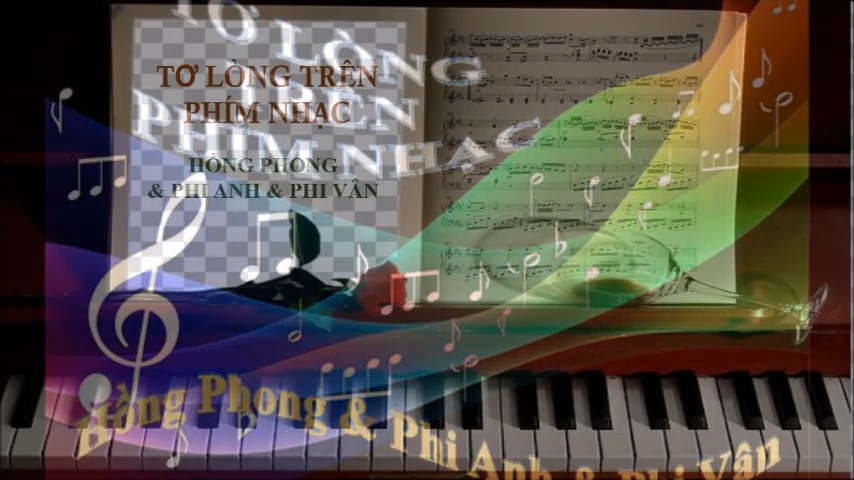 TƠ LÒNG
TRÊN
PHÍM NHẠC
TƠ LÒNG TRÊN
PHÍM NHẠC
HỒNG PHONG
& PHI ANH & PHI VÂN
Hồng Phong & Phi Anh & Phi Vân